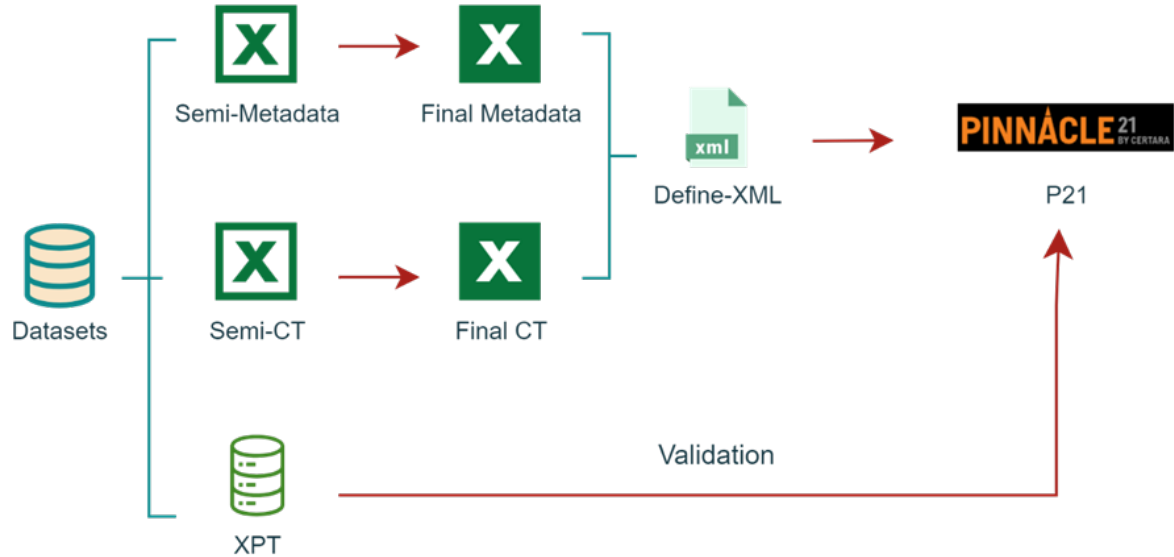 X
X
Semi-Metadata
Final Metadata
xml
Define-XML
PINNACLE 21
BY CERTARA
P21
Datasets
X
X
Semi-CT
Final CT
XPT
Validation